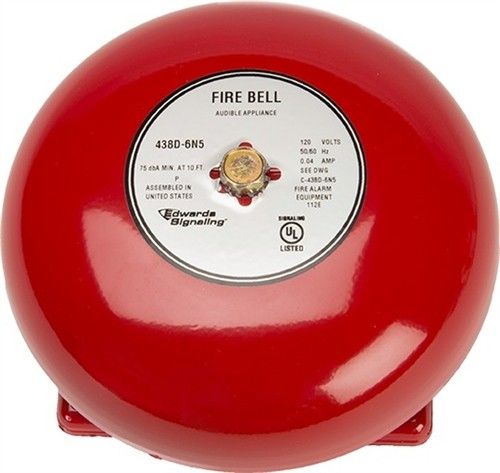 FIRE BELL
AUDIBLE APPLIANCE
438D-6N5
75 dbA MIN. AT 10 FT.
P
ASSEMBLED IN
UNITED STATES
Edwards
Signaling
120 VOLTS
50/60 Hz
0.04 AMP
SEE DWG
C-438D-6N5
FIRE ALARM
EQUIPMENT
112E
SIGNALING
UL
LISTED